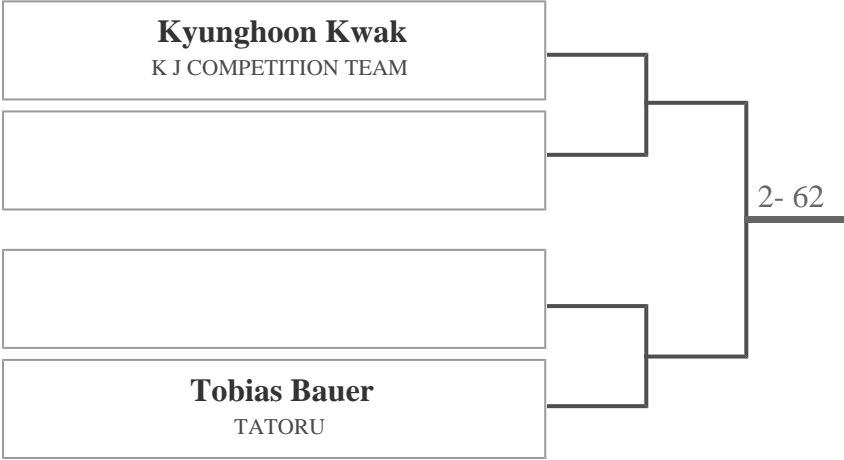 Kyunghoon Kwak
K J COMPETITION TEAM
2- 62
Tobias Bauer
TATORU